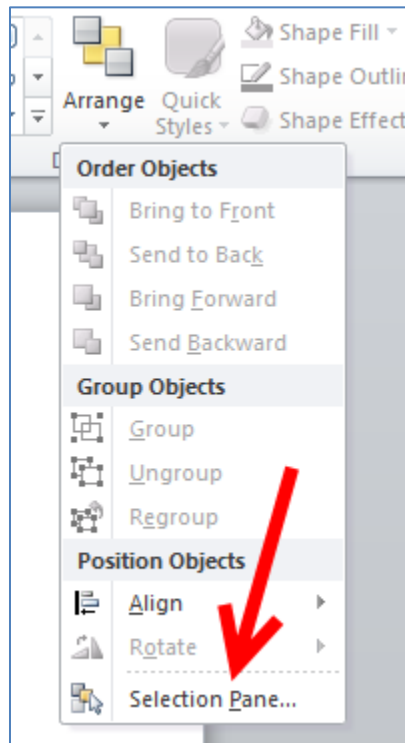 Shape Fill
Shape Outli
Arrange Quick Styles
Shape Effect
Order Objects
Bring to Front
Send to Back
Bring Forward
Send Backward
Group Objects
Group
Ungroup
Regroup
Position Objects
Align
Rotate
Selection Pane...